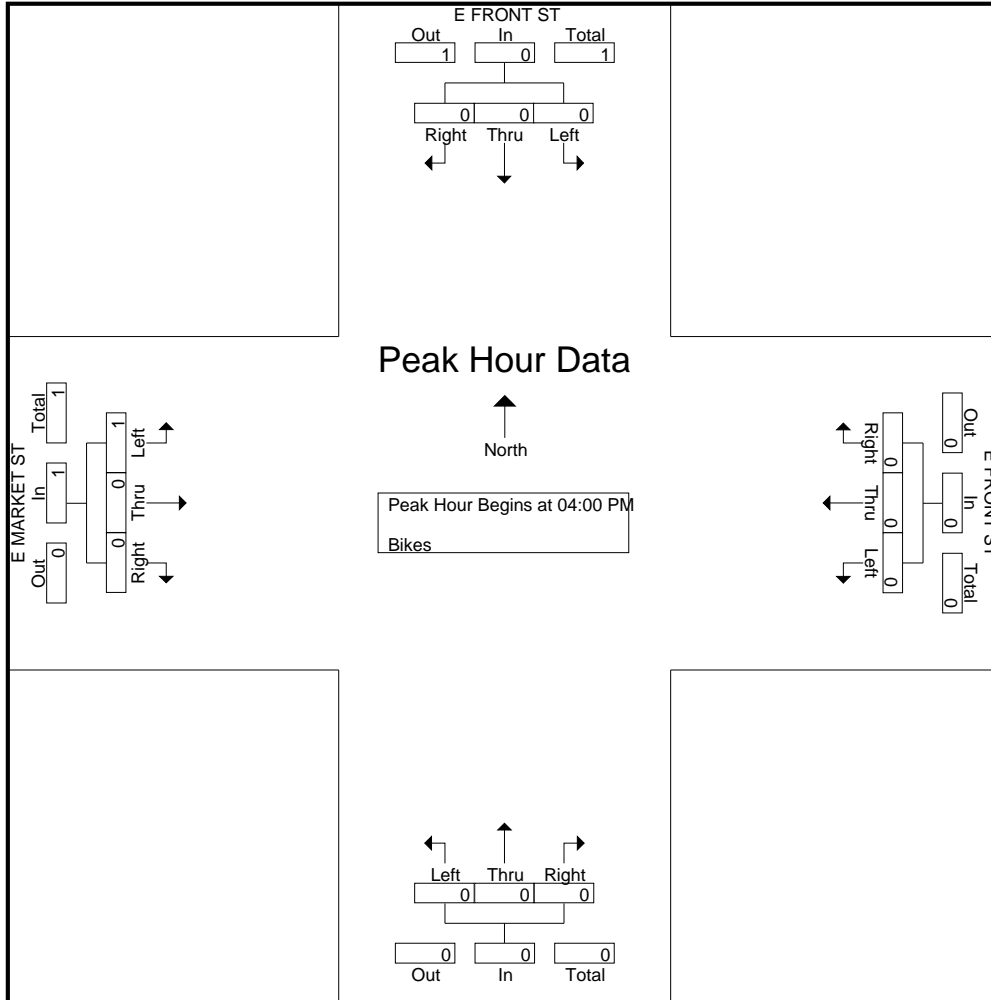 E FRONT ST
Out In Total
1 0 1
0 0 0
Right Thru Left
Peak Hour Data
North
Peak Hour Begins at 04:00 PM
Bikes
E MARKET ST
Out In Total
0 1 1
Right Thru Left
0 0 1
E FRONT ST
Out In Total
0 0 0
Right Thru Left
0 0 0
Left Thru Right
0 0 0
0 0 0
Out In Total